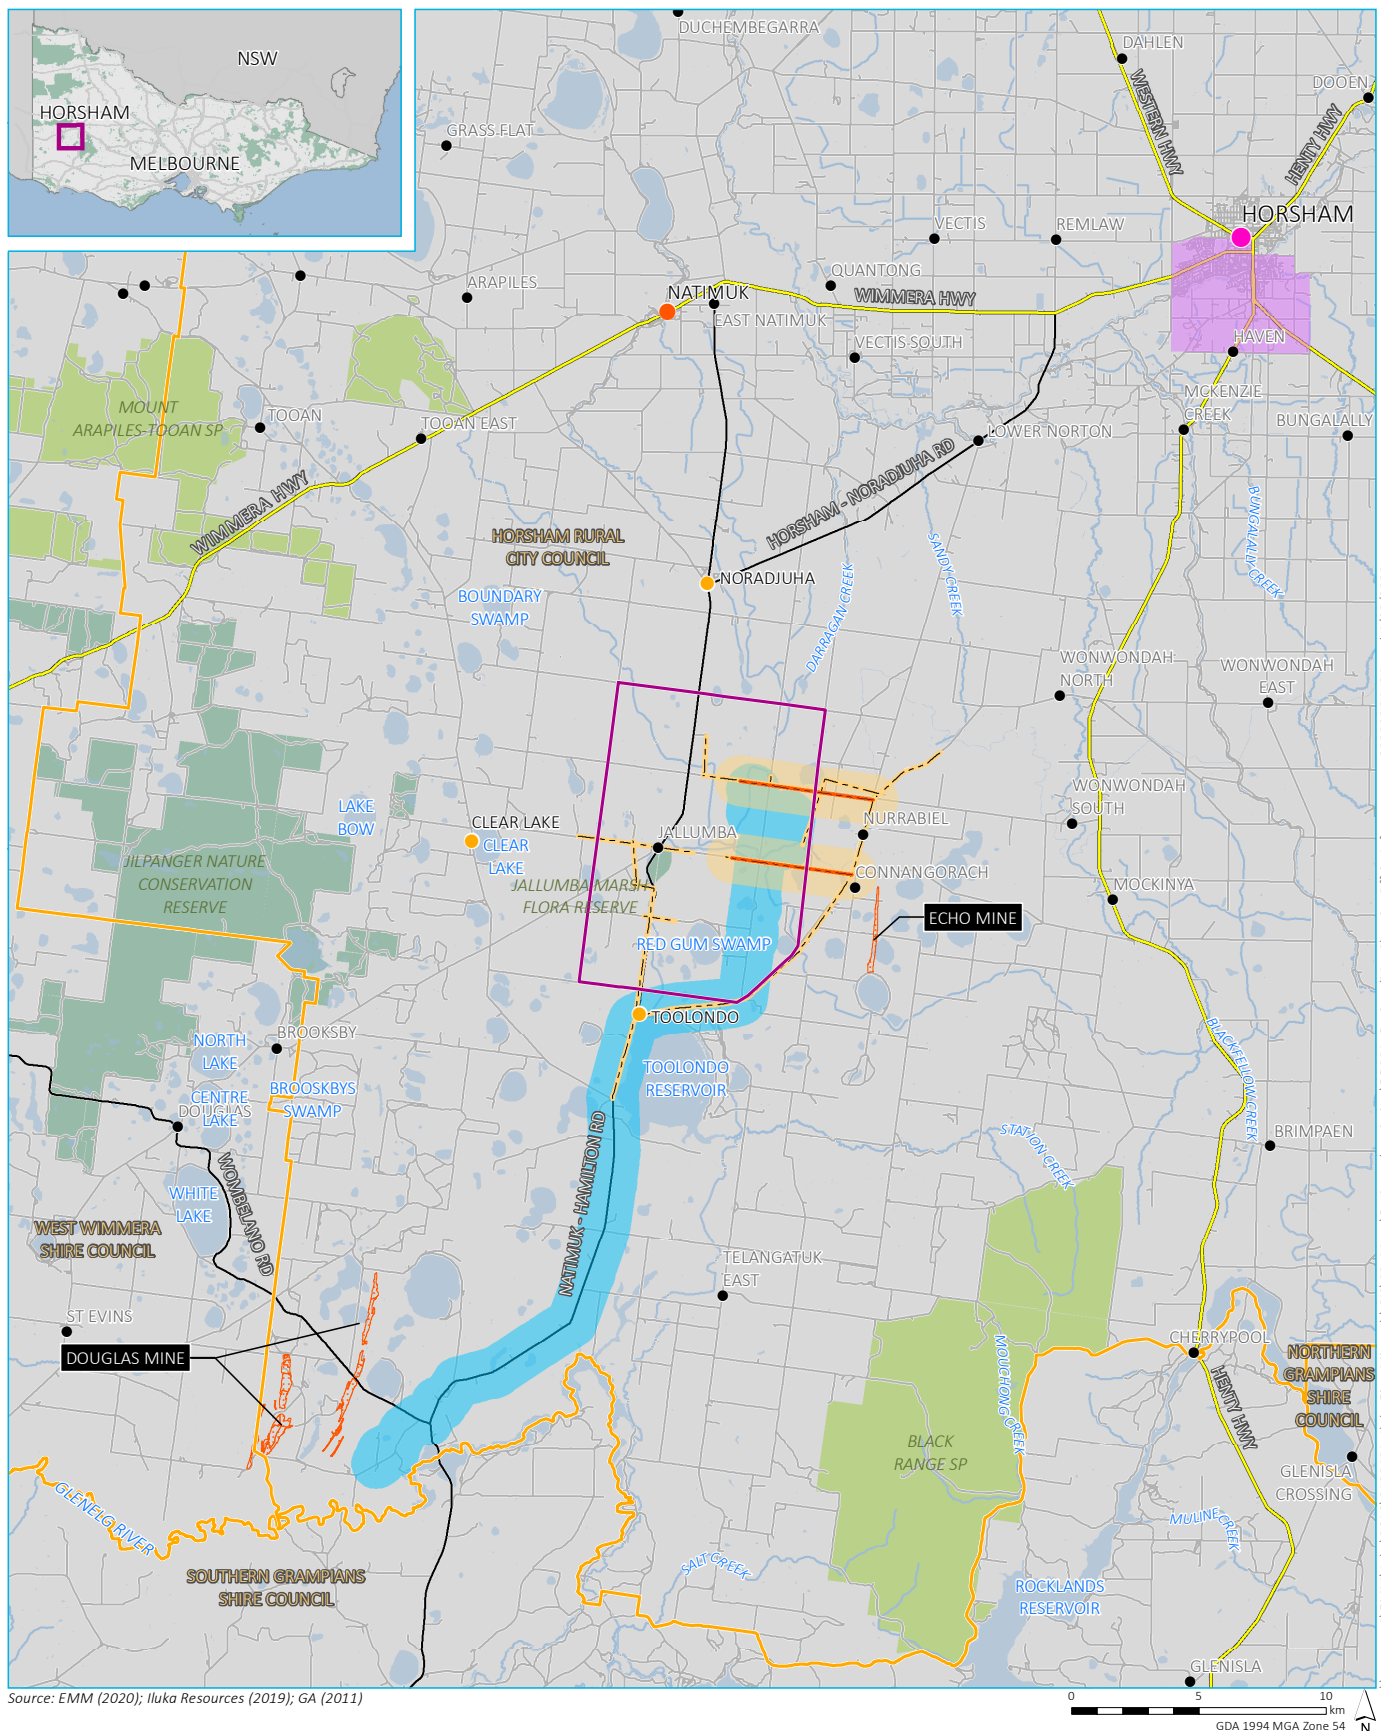 NSW
HORSHAM
MELBOURNE
DUCHEMBEGARRA
DAHLEN
DOOEN
WESTERN HWY
HENTY HWY
GRASS FLAT
HORSHAM
VECTIS
REMLAW
ARAPILES
NATIMUK
QUANTONG
WIMMERA HWY
EAST NATIMUK
VECTIS SOUTH
HAVEN
MOUNT
ARAPILES-TOOAN SP
TOOAN
TOOAN EAST
MCKENZIE
CREEK
BUNGALALLY
LOWER NORTON
HORSHAM - NORADJUHA RD
WIMMERA HWY
HORSHAM RURAL
CITY COUNCIL
SANDY CREEK
BUNGALALLY CREEK
NORADJUHA
BOUNDARY
SWAMP
DARRAGAN CREEK
WONWONDAH
NORTH
WONWONDAH
EAST
LAKE
BOW
CLEAR LAKE
CLEAR
LAKE
JALLUMBA
NURRABIEL
WONWONDAH
SOUTH
JILPANGER NATURE
CONSERVATION
RESERVE
JALLUMBA MARSH
FLORA RESERVE
CONNANGORACH
MOCKINYA
ECHO MINE
RED GUM SWAMP
TOOLONDO
NORTH
LAKE
BROOKSBY
TOOLONDO
RESERVOIR
BLACKFELLOW CREEK
CENTRE
LAKE
DOUGLAS
BROOSKBYS
SWAMP
STATION CREEK
BRIMPAEN
NATIMUK - HAMILTON RD
WOMBELANO RD
WHITE
LAKE
WEST WIMMERA
SHIRE COUNCIL
TELANGATUK
EAST
ST EVINS
DOUGLAS MINE
CHERRYPOOL
NORTHERN
GRAMPIANS
SHIRE
COUNCIL
MOUCHONG CREEK
HENTY HWY
BLACK
RANGE SP
GLENISLA
CROSSING
GLENELG RIVER
MULINE CREEK
SOUTHERN GRAMPIANS
SHIRE COUNCIL
SALT CREEK
ROCKLANDS
RESERVOIR
GLENISLA
Source: EMM (2020); Iluka Resources (2019); GA (2011)
0 5 10
km
GDA 1994 MGA Zone 54
N